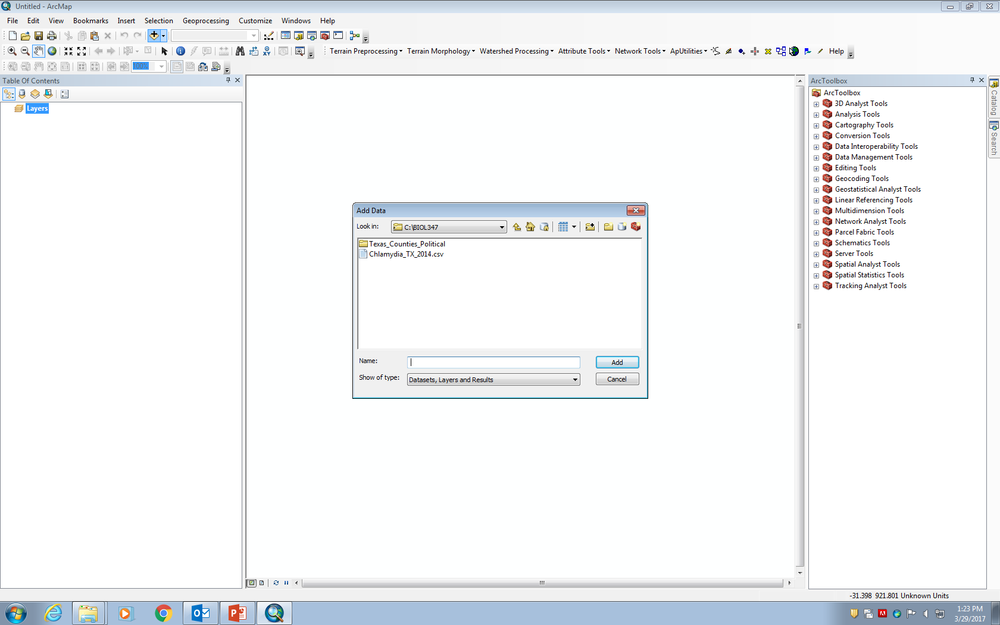 Untitled - ArcMap
File Edit View Bookmarks Insert Selection Geoprocessing Customize Windows Help
Terrain Preprocessing Terrain Morphology Watershed Processing Attribute Tools Network Tools ApUtilities Help
100%
Table Of Contents
Layers
Add Data
Look in: C:\BIOL347
Texas_Counties_Political
Chlamydia_TX_2014.csv
Name: Add
Show of type: Datasets, Layers and Results Cancel
ArcToolbox
ArcToolbox
3D Analyst Tools
Analysis Tools
Cartography Tools
Conversion Tools
Data Interoperability Tools
Data Management Tools
Editing Tools
Geocoding Tools
Geostatistical Analyst Tools
Linear Referencing Tools
Multidimension Tools
Network Analyst Tools
Parcel Fabric Tools
Schematics Tools
Server Tools
Spatial Analyst Tools
Spatial Statistics Tools
Tracking Analyst Tools
Catalog
Search
-31.398 921.801 Unknown Units
1:23 PM
3/29/2017